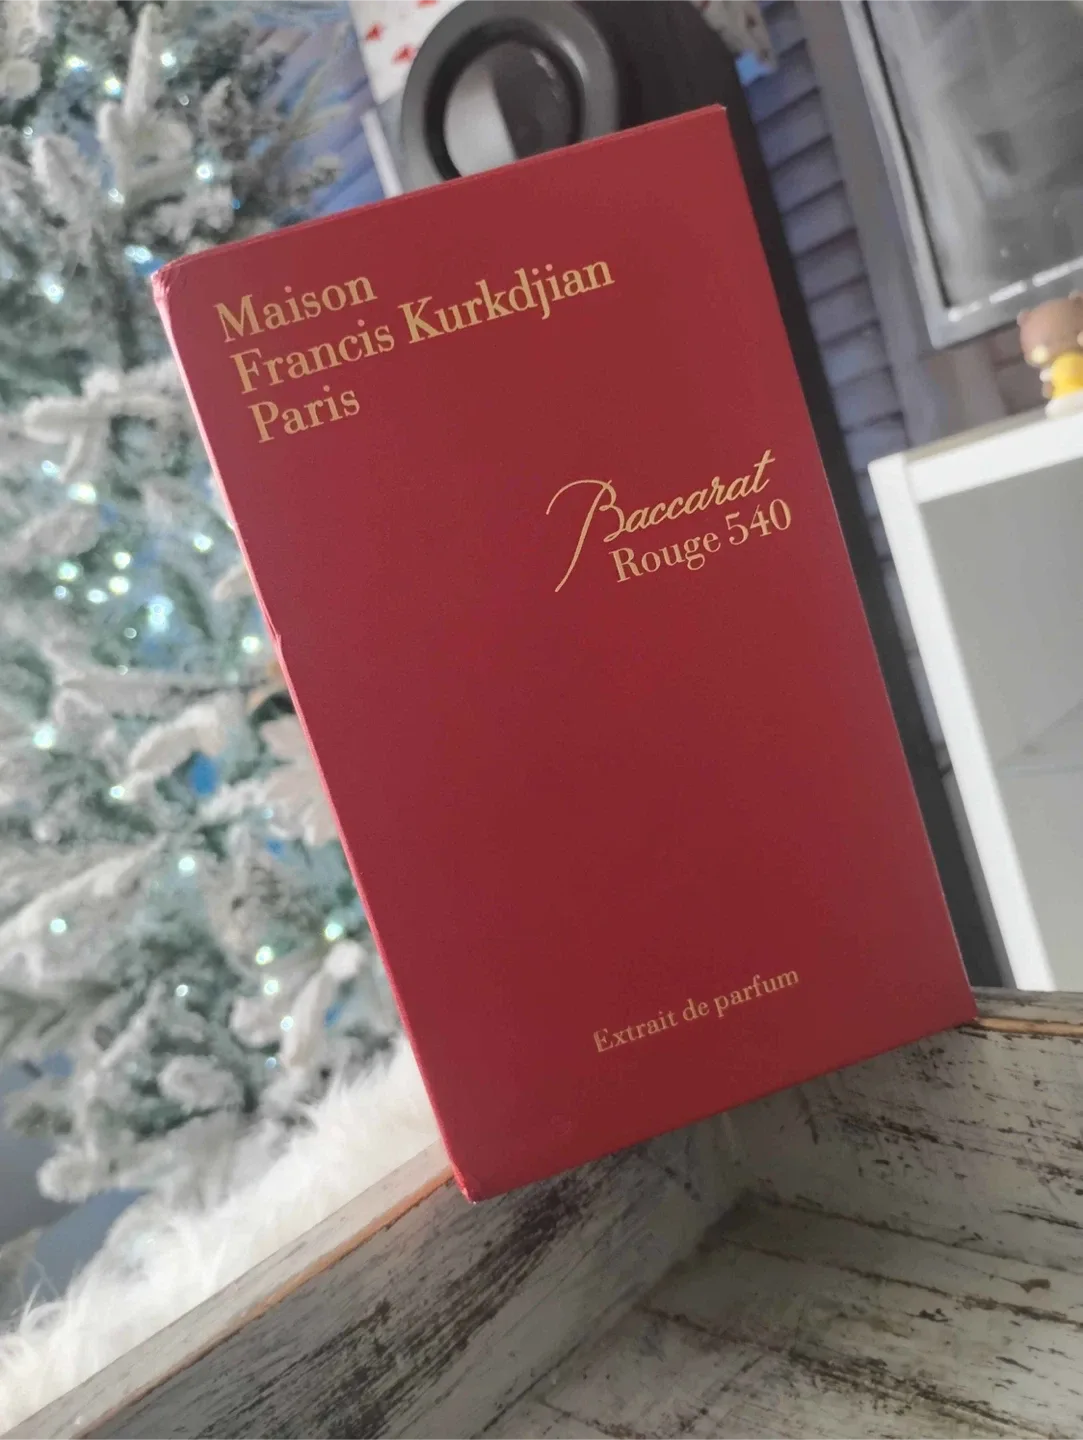 Maison
Francis Kurkdjian
Paris
Baccarat
Rouge 540
Extrait de parfum